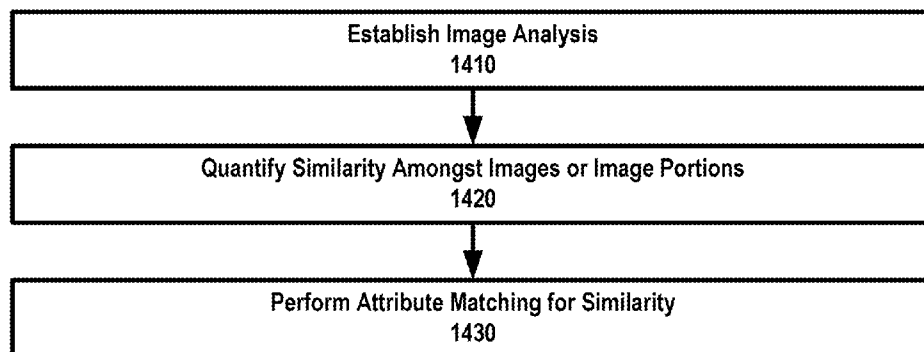 Establish Image Analysis
1410
Quantify Similarity Amongst Images or Image Portions
1420
Perform Attribute Matching for Similarity
1430